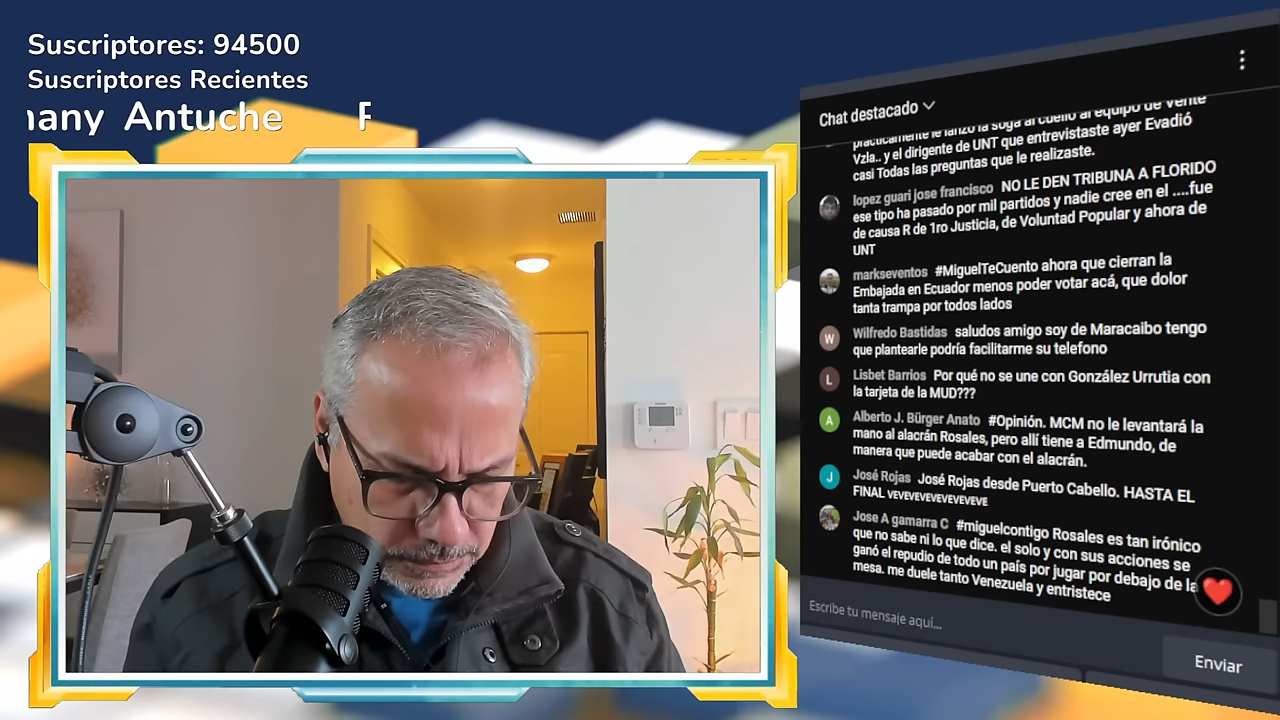 Suscriptores: 94500
Suscriptores Recientes
Antuche
Chat destacado
practicamente le lanzo la soga al cuello al equipo de Vente
Vzla.. y el dirigente de UNT que entrevistaste ayer Evadió
casi Todas las preguntas que le realizaste.
lopez guari jose francisco NO LE DEN TRIBUNA A FLORIDO
ese tipo ha pasado por mil partidos y nadie cree en el ....fue
de causa R de 1ro Justicia, de Voluntad Popular y ahora de
UNT
markseventos #MiguelTeCuento ahora que cierran la
Embajada en Ecuador menos poder votar acá, que dolor
tanta trampa por todos lados
W
Wilfredo Bastidas saludos amigo soy de Maracaibo tengo
que plantearle podría facilitarme su telefono
L
Lisbet Barrios Por qué no se une con González Urrutia con
la tarjeta de la MUD???
A
Alberto J. Bürger Anato #Opinión. MCM no le levantará la
mano al alacrán Rosales, pero allí tiene a Edmundo, de
manera que puede acabar con el alacrán.
J
José Rojas José Rojas desde Puerto Cabello. HASTA EL
FINAL VEVEVEVEVEVEVEVE
Jose A gamarra C #miguelcontigo Rosales es tan irónico
que no sabe ni lo que dice. el solo y con sus acciones se
ganó el repudio de todo un país por jugar por debajo de la
mesa. me duele tanto Venezuela y entristece
Escribe tu mensaje aquí...
Enviar